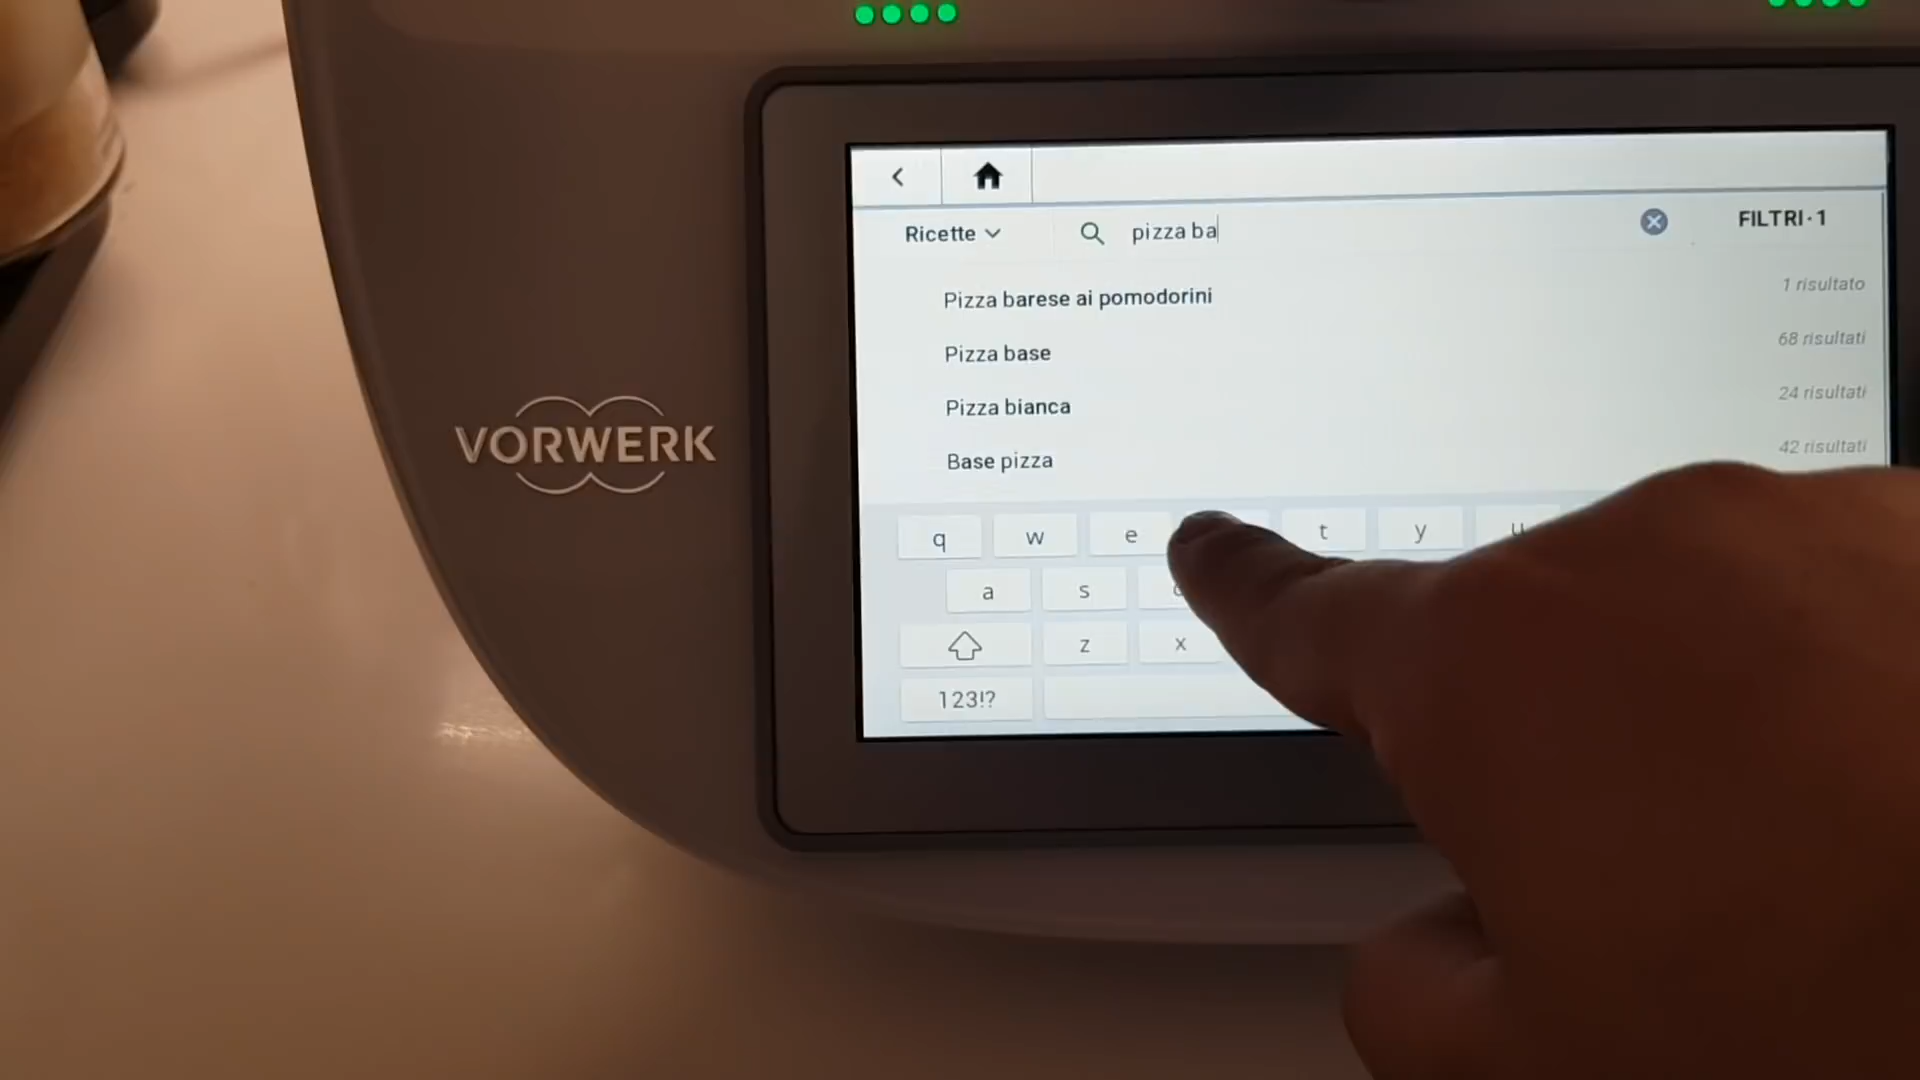 Ricette
pizza ba
FILTRI·1
Pizza barese ai pomodorini
1 risultato
Pizza base
68 risultati
Pizza bianca
24 risultati
Base pizza
42 risultati
VORWERK
q w e t y u
a s
z x
123!?